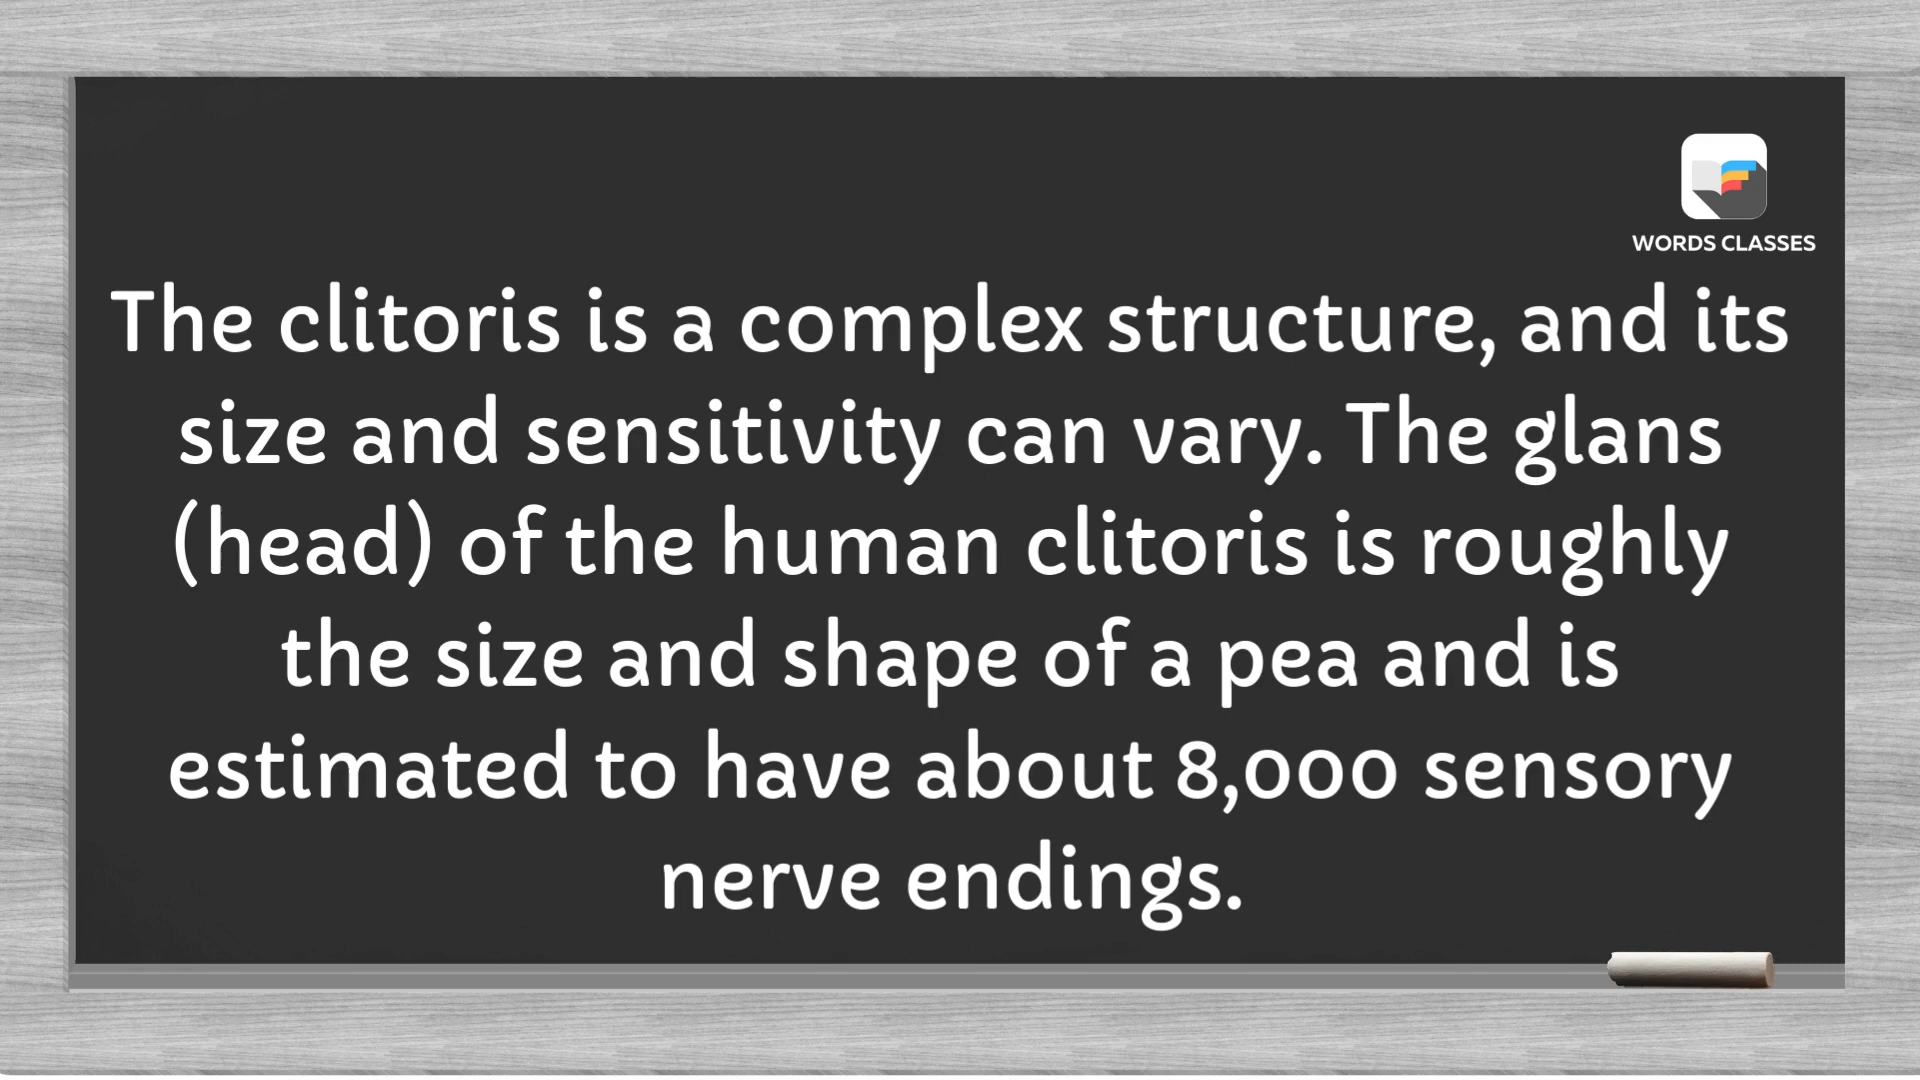 WORDS CLASSES
The clitoris is a complex structure, and its
size and sensitivity can vary. The glans
(head) of the human clitoris is roughly
the size and shape of a pea and is
estimated to have about 8,000 sensory
nerve endings.